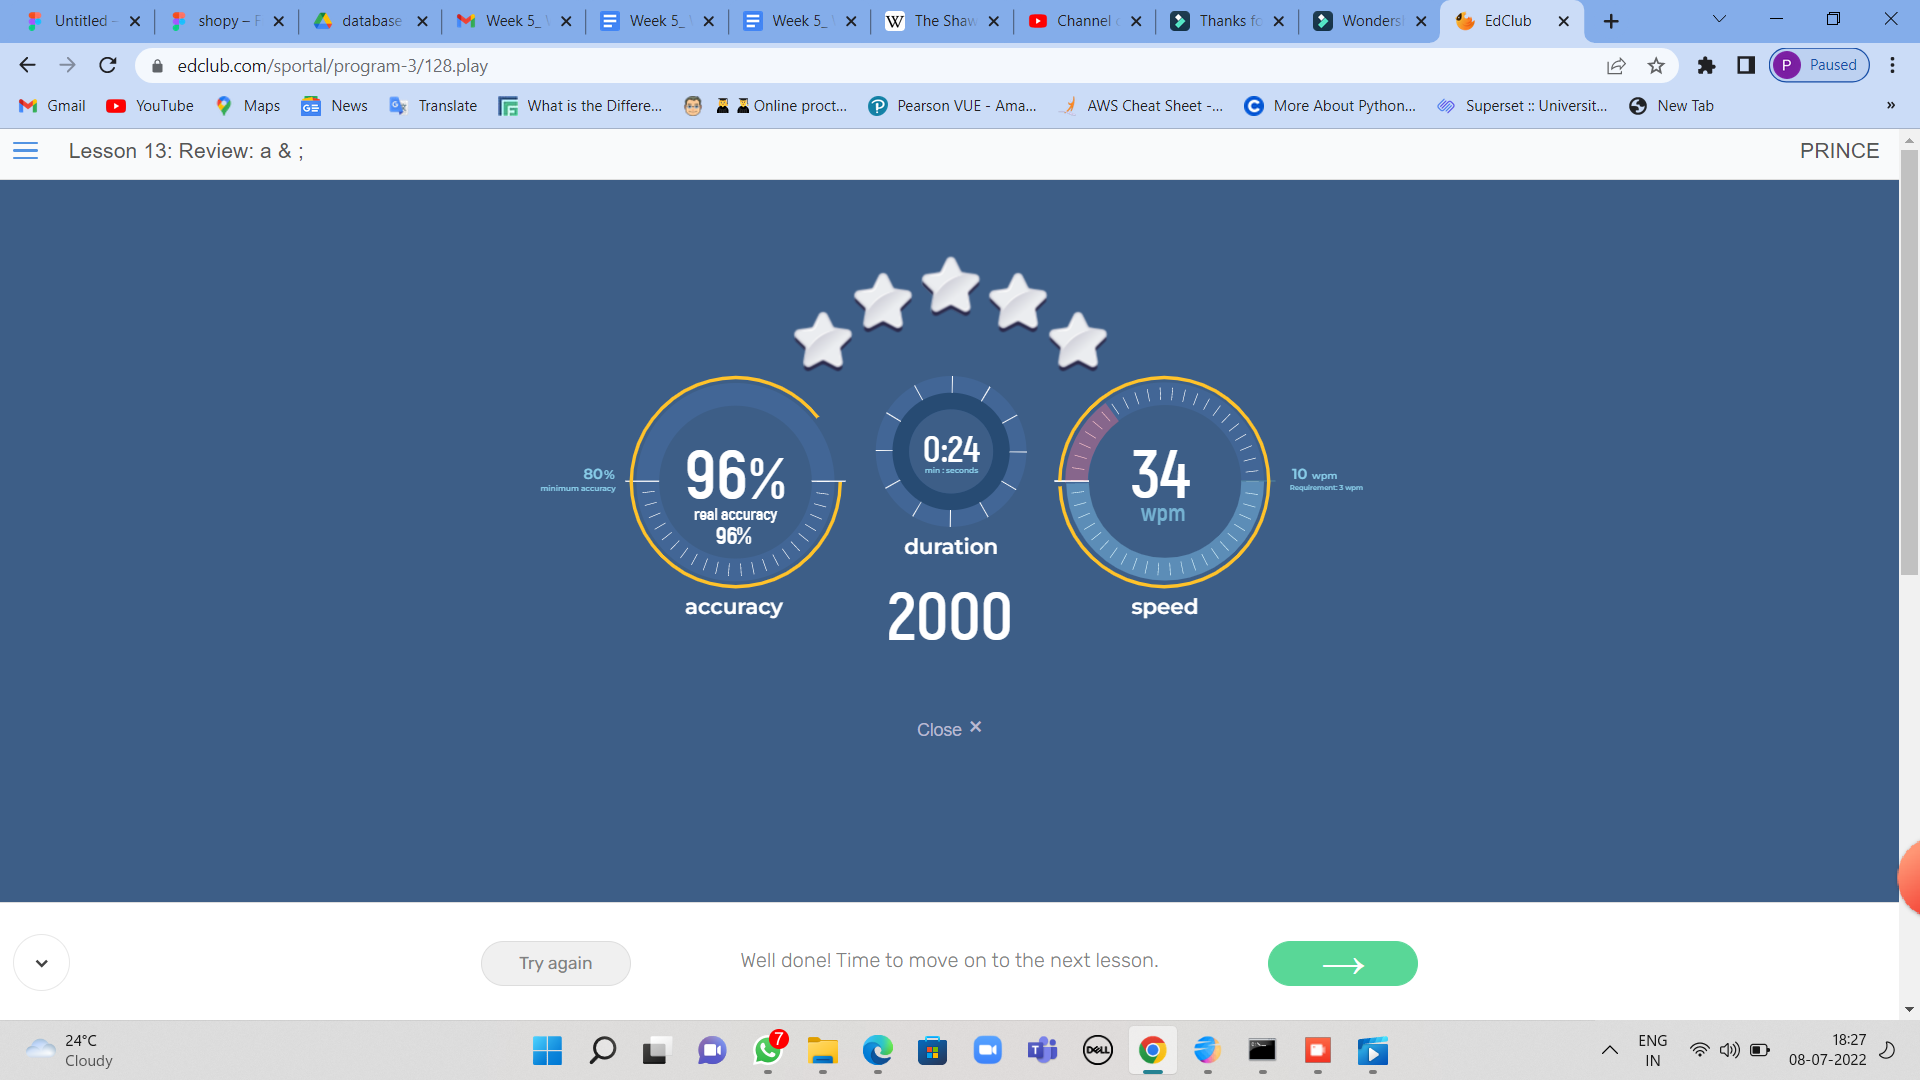 Untitled –
shopy – F
database
Week 5_
Week 5_
Week 5_
The Shaw
Channel
Thanks fo
Wondersh
EdClub
edclub.com/sportal/program-3/128.play
P Paused
Gmail
YouTube
Maps
News
Translate
What is the Differe...
Online proct...
Pearson VUE - Ama...
AWS Cheat Sheet -...
More About Python...
Superset :: Universit...
New Tab
»
Lesson 13: Review: a & ;
PRINCE
80%
minimum accuracy
96%
real accuracy
96%
accuracy
0:24
min : seconds
duration
2000
34
wpm
speed
10 wpm
Requirement: 3 wpm
Close ×
Try again
Well done! Time to move on to the next lesson.
24°C
Cloudy
7
DELL
ENG
IN
18:27
08-07-2022